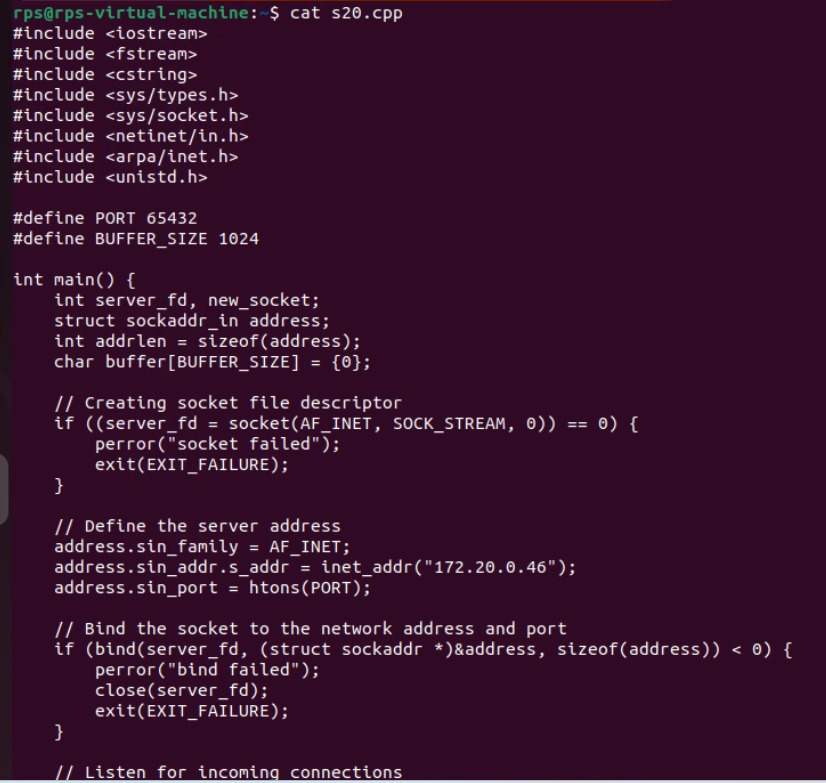 rps@rps-virtual-machine:~$ cat s20.cpp
#include <iostream>
#include <fstream>
#include <cstring>
#include <sys/types.h>
#include <sys/socket.h>
#include <netinet/in.h>
#include <arpa/inet.h>
#include <unistd.h>

#define PORT 65432
#define BUFFER_SIZE 1024

int main() {
    int server_fd, new_socket;
    struct sockaddr_in address;
    int addrlen = sizeof(address);
    char buffer[BUFFER_SIZE] = {0};

    // Creating socket file descriptor
    if ((server_fd = socket(AF_INET, SOCK_STREAM, 0)) == 0) {
        perror("socket failed");
        exit(EXIT_FAILURE);
    }

    // Define the server address
    address.sin_family = AF_INET;
    address.sin_addr.s_addr = inet_addr("172.20.0.46");
    address.sin_port = htons(PORT);

    // Bind the socket to the network address and port
    if (bind(server_fd, (struct sockaddr *)&address, sizeof(address)) < 0) {
        perror("bind failed");
        close(server_fd);
        exit(EXIT_FAILURE);
    }

    // Listen for incoming connections